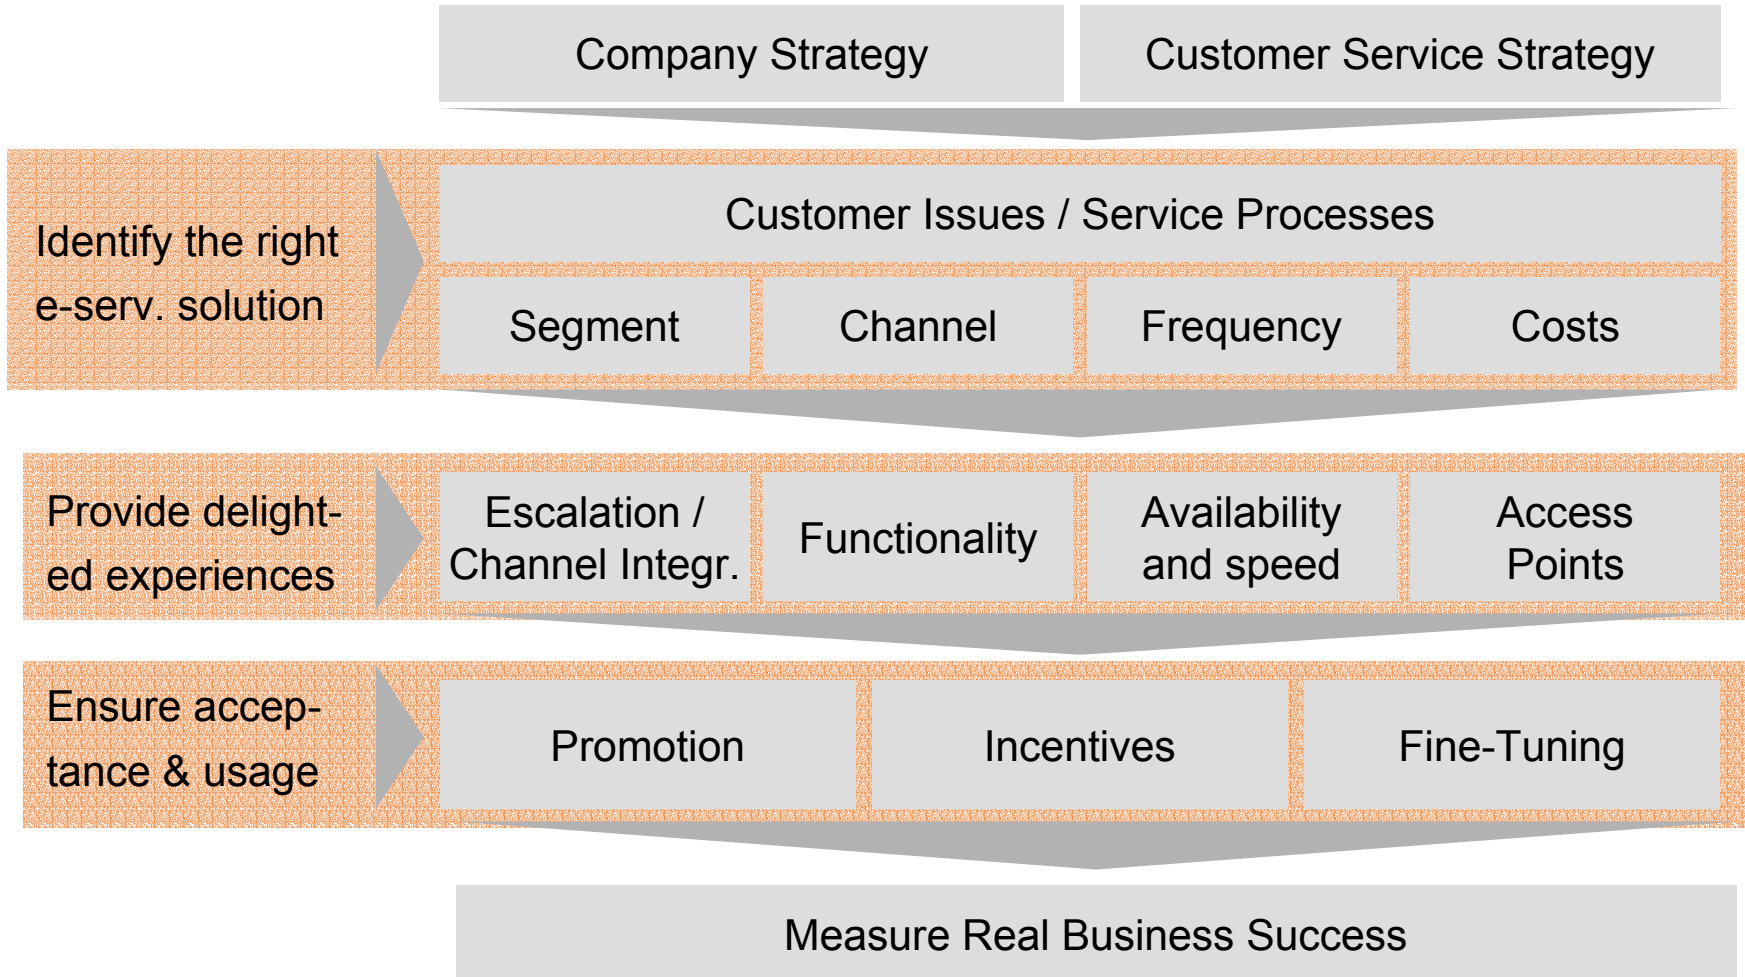 Company Strategy
Customer Service Strategy
Identify the right
e-serv. solution
Customer Issues / Service Processes
Segment
Channel
Frequency
Costs
Provide delight-
ed experiences
Escalation /
Channel Integr.
Functionality
Availability
and speed
Access
Points
Ensure accep-
tance & usage
Promotion
Incentives
Fine-Tuning
Measure Real Business Success